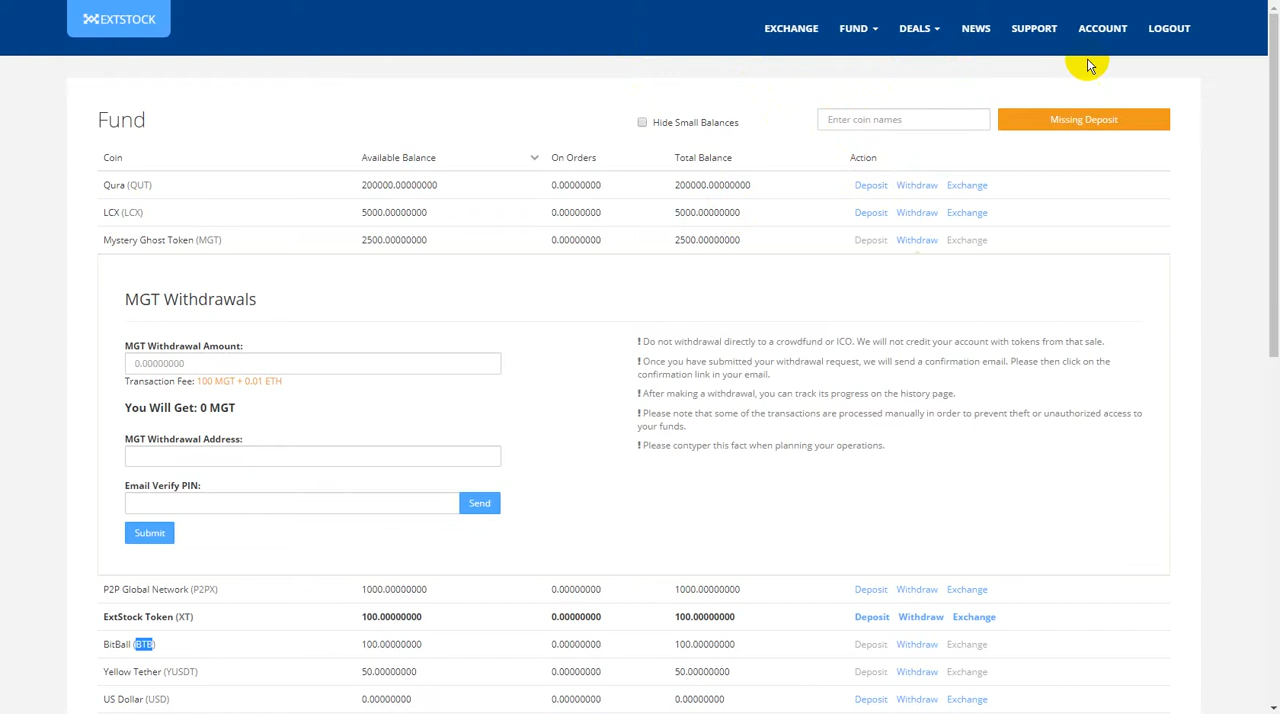 EXTSTOCK
EXCHANGE FUND DEALS NEWS SUPPORT ACCOUNT LOGOUT
Fund Hide Small Balances Enter coin names Missing Deposit
Coin Available Balance On Orders Total Balance Action
Qura (QUT) 200000.00000000 0.00000000 200000.00000000 Deposit Withdraw Exchange
LCX (LCX) 5000.00000000 0.00000000 5000.00000000 Deposit Withdraw Exchange
Mystery Ghost Token (MGT) 2500.00000000 0.00000000 2500.00000000 Deposit Withdraw Exchange
MGT Withdrawals
MGT Withdrawal Amount:
0.00000000
Transaction Fee: 100 MGT + 0.01 ETH
You Will Get: 0 MGT
MGT Withdrawal Address:
Email Verify PIN:
Send
Submit
! Do not withdrawal directly to a crowdfund or ICO. We will not credit your account with tokens from that sale.
! Once you have submitted your withdrawal request, we will send a confirmation email. Please then click on the
confirmation link in your email.
! After making a withdrawal, you can track its progress on the history page.
! Please note that some of the transactions are processed manually in order to prevent theft or unauthorized access to
your funds.
! Please contyper this fact when planning your operations.
P2P Global Network (P2PX) 1000.00000000 0.00000000 1000.00000000 Deposit Withdraw Exchange
ExtStock Token (XT) 100.00000000 0.00000000 100.00000000 Deposit Withdraw Exchange
BitBall (BTB) 100.00000000 0.00000000 100.00000000 Deposit Withdraw Exchange
Yellow Tether (YUSDT) 50.00000000 0.00000000 50.00000000 Deposit Withdraw Exchange
US Dollar (USD) 0.00000000 0.00000000 0.00000000 Deposit Withdraw Exchange